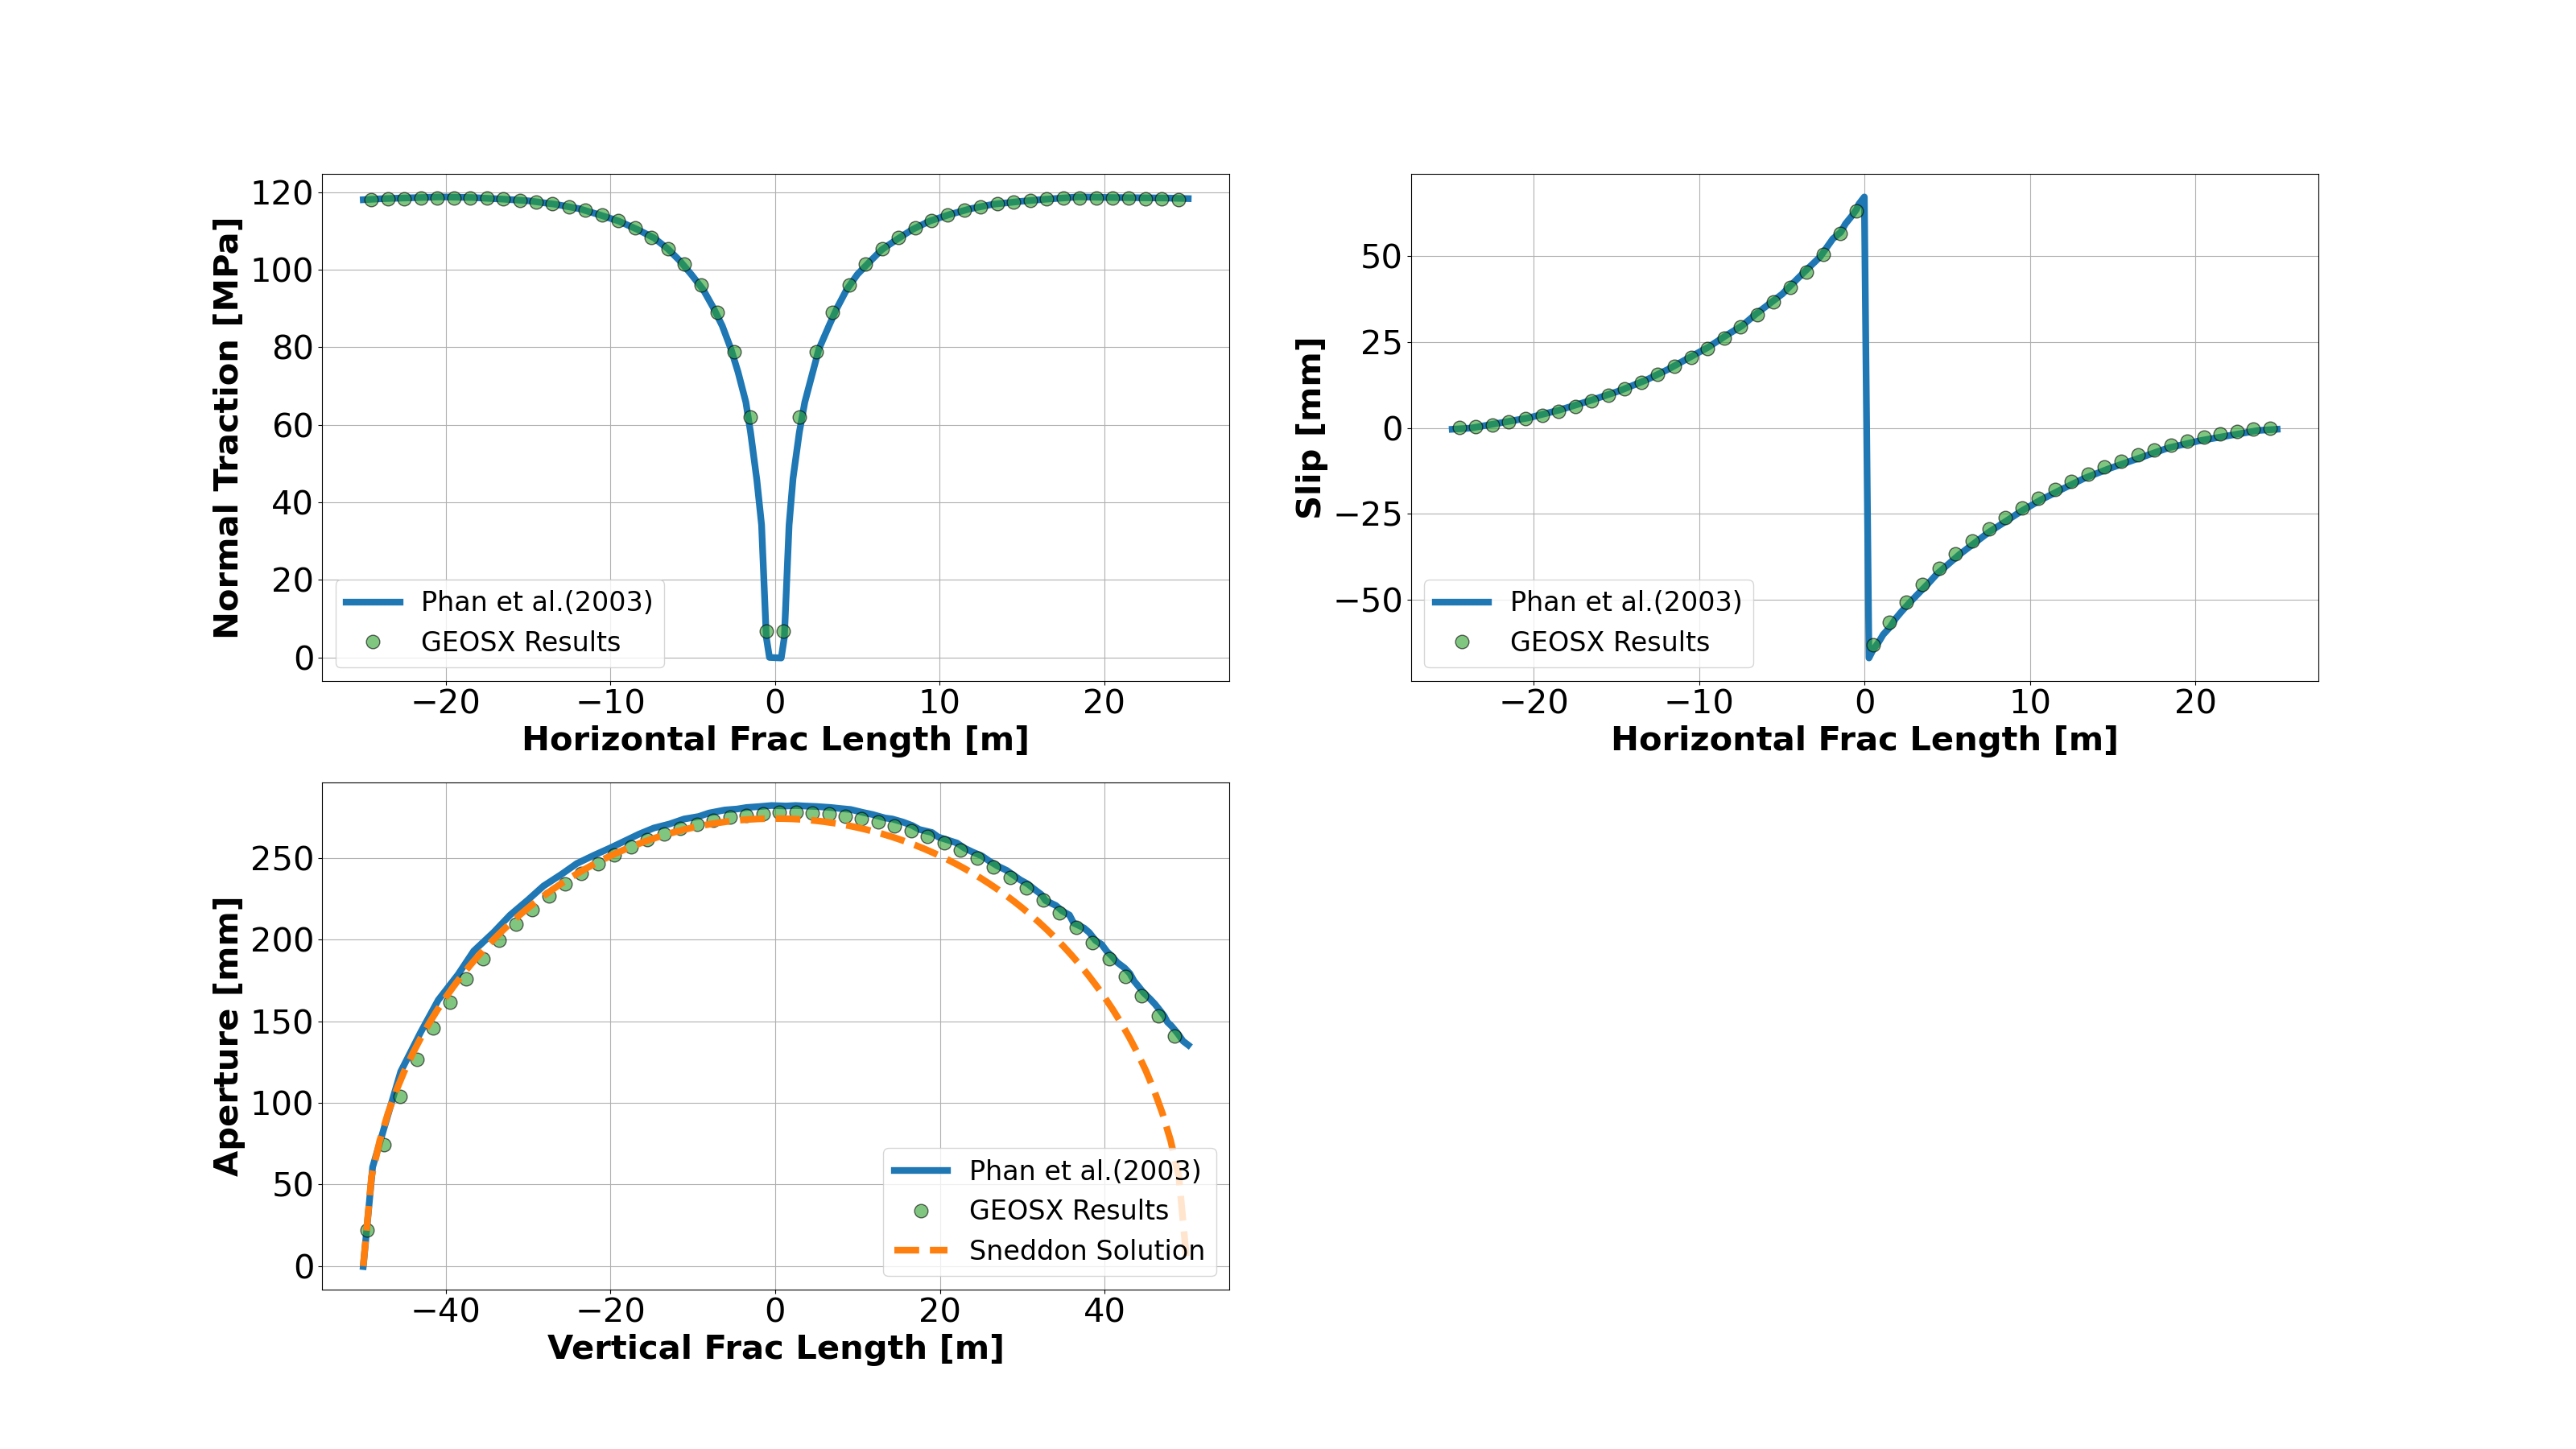 120
100
80
60
40
20
0
Normal Traction [MPa]
Phan et al.(2003)
GEOSX Results
−20 −10 0 10 20
Horizontal Frac Length [m]
50
25
0
−25
−50
Slip [mm]
Phan et al.(2003)
GEOSX Results
−20 −10 0 10 20
Horizontal Frac Length [m]
250
200
150
100
50
0
Aperture [mm]
Phan et al.(2003)
GEOSX Results
Sneddon Solution
−40 −20 0 20 40
Vertical Frac Length [m]